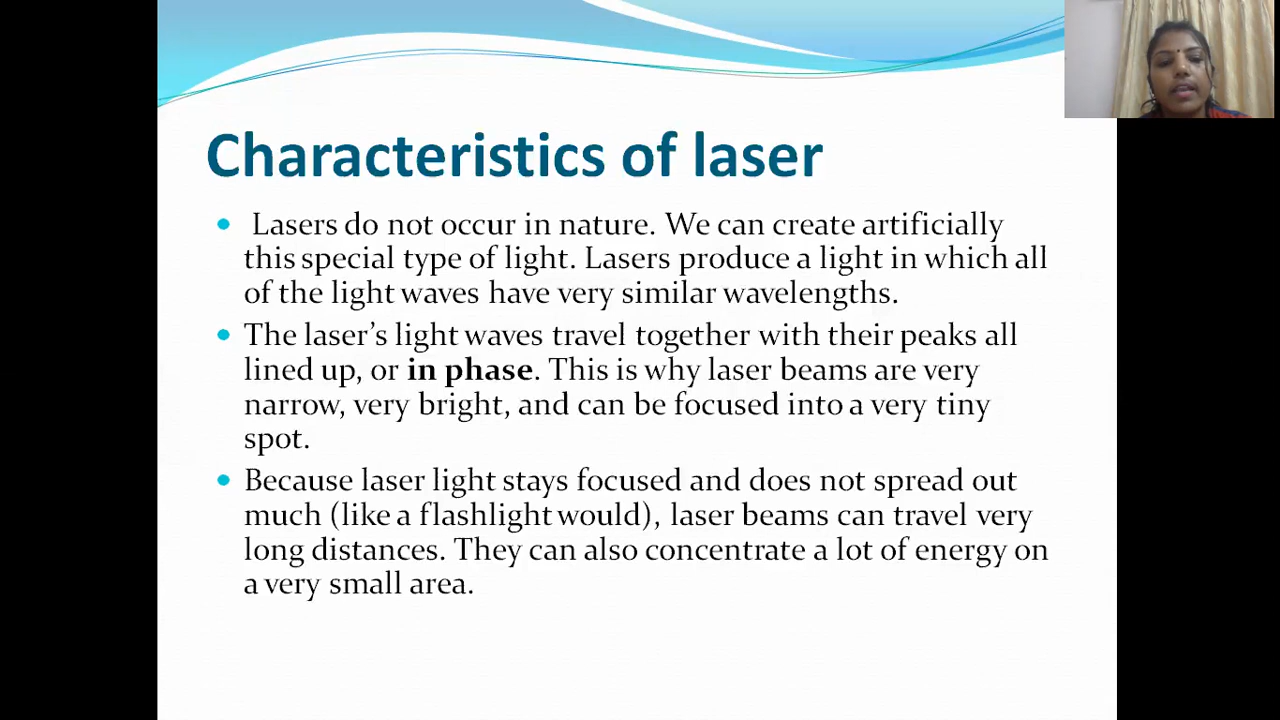 Characteristics of laser
Lasers do not occur in nature. We can create artificially
this special type of light. Lasers produce a light in which all
of the light waves have very similar wavelengths.
The laser’s light waves travel together with their peaks all
lined up, or in phase. This is why laser beams are very
narrow, very bright, and can be focused into a very tiny
spot.
Because laser light stays focused and does not spread out
much (like a flashlight would), laser beams can travel very
long distances. They can also concentrate a lot of energy on
a very small area.